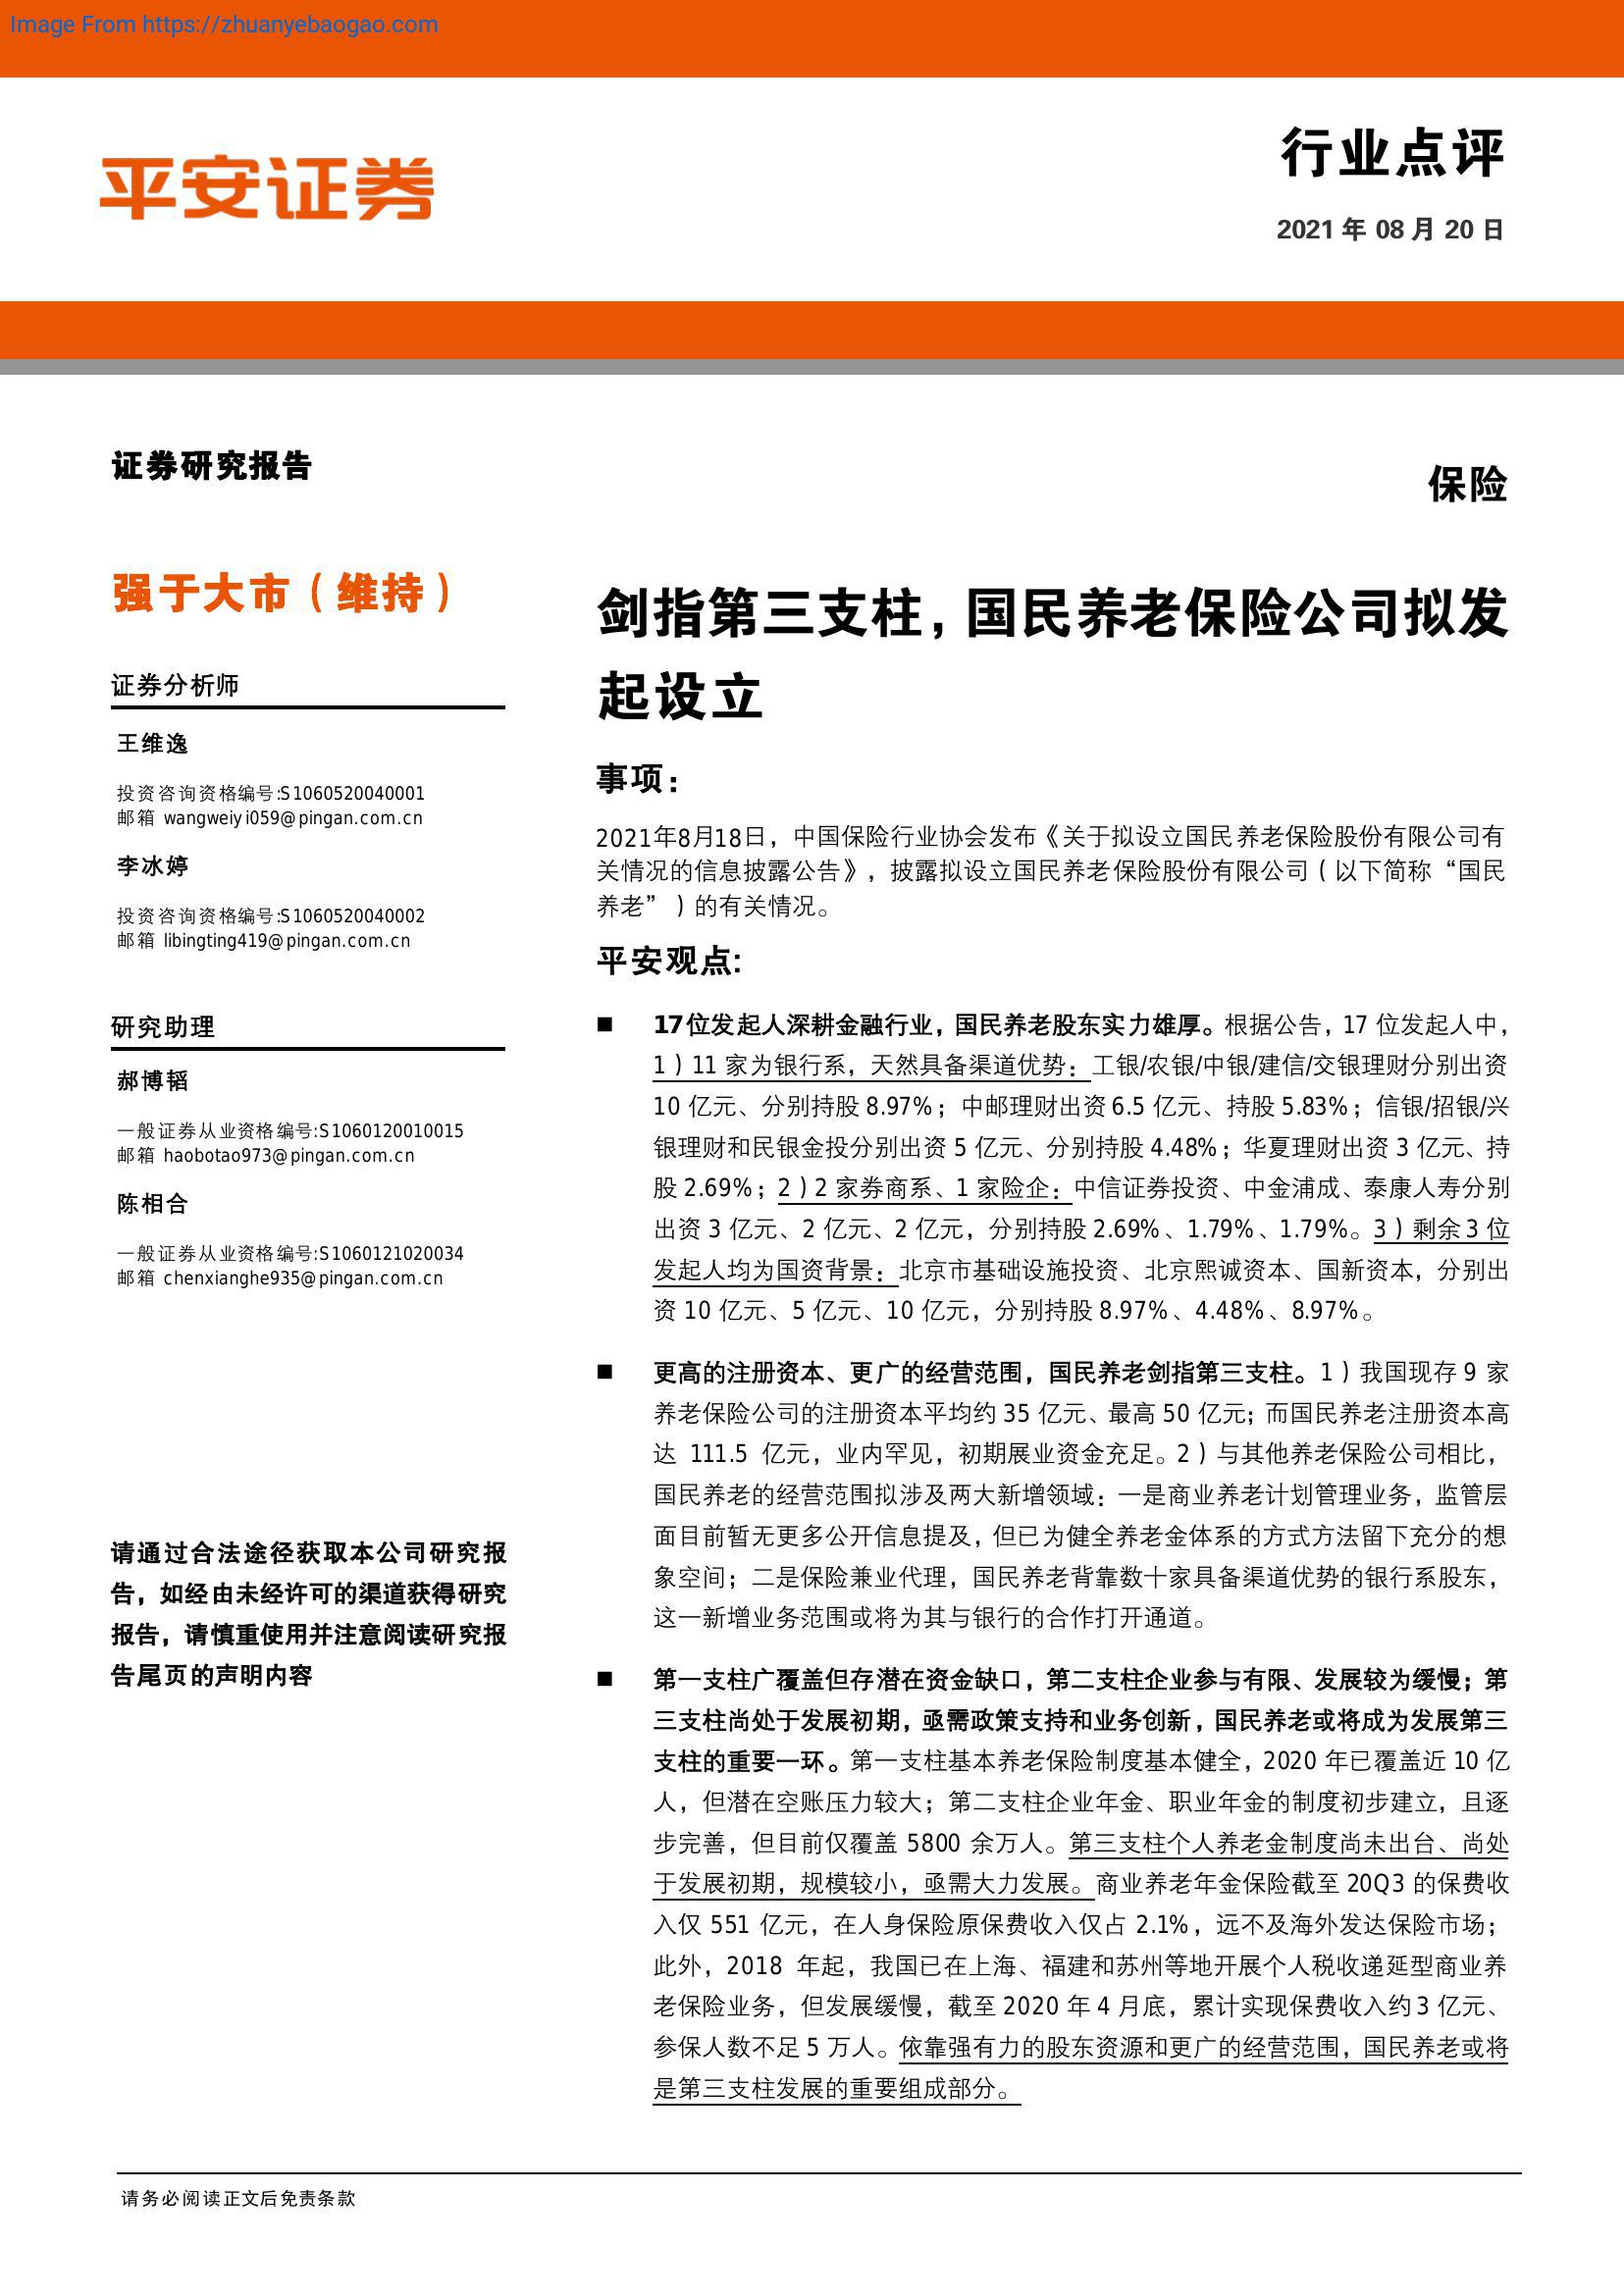 Image From https://zhuanyebaogao.com
平安证券
行业点评
2021 年 08 月 20 日
证券研究报告
保险
强于大市（维持）
证券分析师
王维逸
投资咨询资格编号:S1060520040001
邮箱 wangweiyi059@pingan.com.cn
李冰婷
投资咨询资格编号:S1060520040002
邮箱 libingting419@pingan.com.cn
研究助理
郝博韬
一般证券从业资格编号:S1060120010015
邮箱 haobotao973@pingan.com.cn
陈相合
一般证券从业资格编号:S1060121020034
邮箱 chenxianghe935@pingan.com.cn
请通过合法途径获取本公司研究报
告，如经由未经许可的渠道获得研究
报告，请慎重使用并注意阅读研究报
告尾页的声明内容
剑指第三支柱，国民养老保险公司拟发
起设立
事项：
2021年8月18日，中国保险行业协会发布《关于拟设立国民养老保险股份有限公司有
关情况的信息披露公告》，披露拟设立国民养老保险股份有限公司（以下简称“国民
养老”）的有关情况。
平安观点:
■ 17位发起人深耕金融行业，国民养老股东实力雄厚。根据公告，17 位发起人中，
1）11 家为银行系，天然具备渠道优势：工银/农银/中银/建信/交银理财分别出资
10 亿元、分别持股 8.97%；中邮理财出资 6.5 亿元、持股 5.83%；信银/招银/兴
银理财和民银金投分别出资 5 亿元、分别持股 4.48%；华夏理财出资 3 亿元、持
股 2.69%；2）2 家券商系、1 家险企：中信证券投资、中金浦成、泰康人寿分别
出资 3 亿元、2 亿元、2 亿元，分别持股 2.69%、1.79%、1.79%。3）剩余 3 位
发起人均为国资背景：北京市基础设施投资、北京熙诚资本、国新资本，分别出
资 10 亿元、5 亿元、10 亿元，分别持股 8.97%、4.48%、8.97%。
■ 更高的注册资本、更广的经营范围，国民养老剑指第三支柱。1）我国现存 9 家
养老保险公司的注册资本平均约 35 亿元、最高 50 亿元；而国民养老注册资本高
达 111.5 亿元，业内罕见，初期展业资金充足。2）与其他养老保险公司相比，
国民养老的经营范围拟涉及两大新增领域：一是商业养老计划管理业务，监管层
面目前暂无更多公开信息提及，但已为健全养老金体系的方式方法留下充分的想
象空间；二是保险兼业代理，国民养老背靠数十家具备渠道优势的银行系股东，
这一新增业务范围或将为其与银行的合作打开通道。
■ 第一支柱广覆盖但存潜在资金缺口，第二支柱企业参与有限、发展较为缓慢；第
三支柱尚处于发展初期，亟需政策支持和业务创新，国民养老或将成为发展第三
支柱的重要一环。第一支柱基本养老保险制度基本健全，2020 年已覆盖近 10 亿
人，但潜在空账压力较大；第二支柱企业年金、职业年金的制度初步建立，且逐
步完善，但目前仅覆盖 5800 余万人。第三支柱个人养老金制度尚未出台、尚处
于发展初期，规模较小，亟需大力发展。商业养老年金保险截至 20Q3 的保费收
入仅 551 亿元，在人身保险原保费收入仅占 2.1%，远不及海外发达保险市场；
此外，2018 年起，我国已在上海、福建和苏州等地开展个人税收递延型商业养
老保险业务，但发展缓慢，截至 2020 年 4 月底，累计实现保费收入约 3 亿元、
参保人数不足 5 万人。依靠强有力的股东资源和更广的经营范围，国民养老或将
是第三支柱发展的重要组成部分。
请务必阅读正文后免责条款